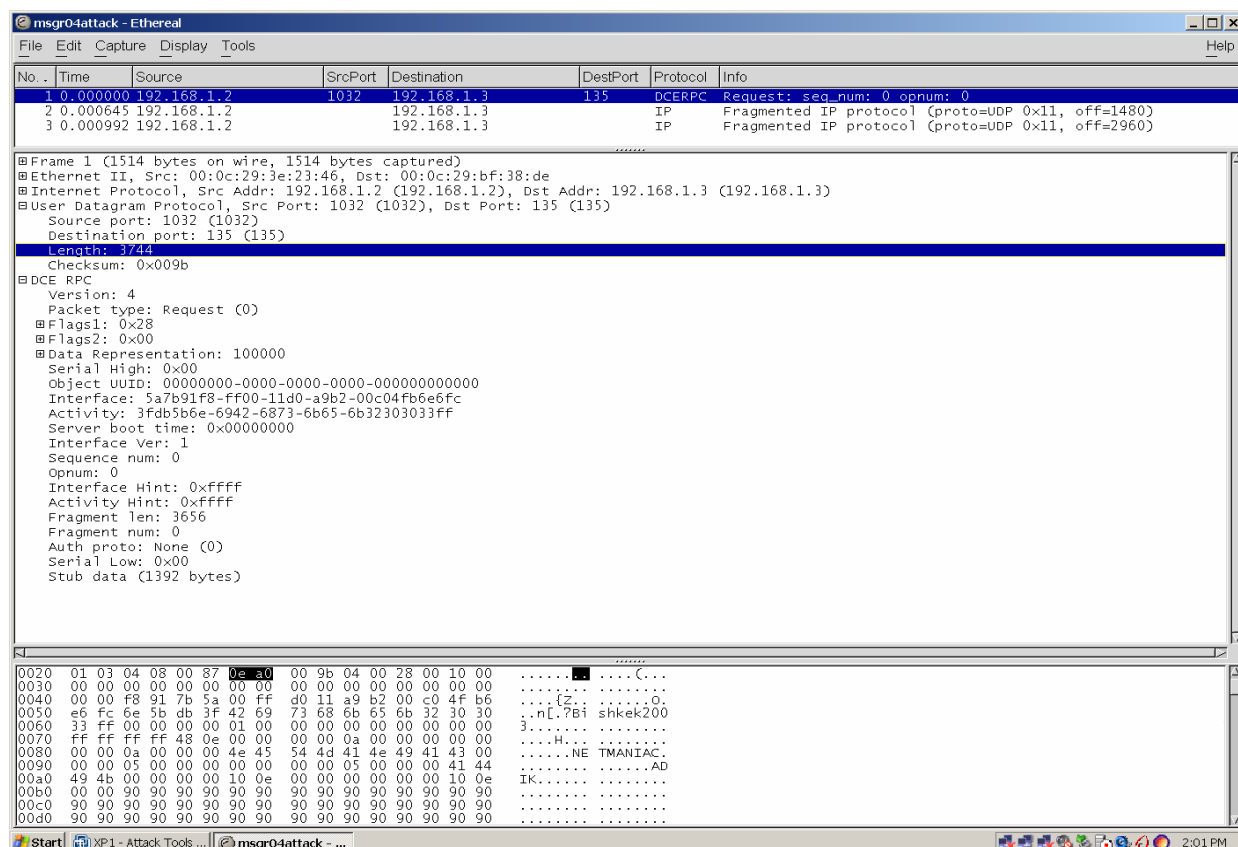 msgr04attack - Ethereal
File Edit Capture Display Tools Help
No. . Time Source SrcPort Destination DestPort Protocol Info
1 0.000000 192.168.1.2 1032 192.168.1.3 135 DCERPC Request: seq_num: 0 opnum: 0
2 0.000645 192.168.1.2 192.168.1.3 IP Fragmented IP protocol (proto=UDP 0x11, off=1480)
3 0.000992 192.168.1.2 192.168.1.3 IP Fragmented IP protocol (proto=UDP 0x11, off=2960)
Frame 1 (1514 bytes on wire, 1514 bytes captured)
Ethernet II, Src: 00:0c:29:3e:23:46, Dst: 00:0c:29:bf:38:de
Internet Protocol, Src Addr: 192.168.1.2 (192.168.1.2), Dst Addr: 192.168.1.3 (192.168.1.3)
User Datagram Protocol, Src Port: 1032 (1032), Dst Port: 135 (135)
Source port: 1032 (1032)
Destination port: 135 (135)
Length: 3744
Checksum: 0x009b
DCE RPC
Version: 4
Packet type: Request (0)
Flags1: 0x28
Flags2: 0x00
Data Representation: 100000
Serial High: 0x00
Object UUID: 00000000-0000-0000-0000-000000000000
Interface: 5a7b91f8-ff00-11d0-a9b2-00c04fb6e6fc
Activity: 3fdb5b6e-6942-6873-6b65-6b32303033ff
Server boot time: 0x00000000
Interface Ver: 1
Sequence num: 0
Opnum: 0
Interface Hint: 0xffff
Activity Hint: 0xffff
Fragment len: 3656
Fragment num: 0
Auth proto: None (0)
Serial Low: 0x00
Stub data (1392 bytes)
0020 01 03 04 08 00 87 0e a0 00 9b 04 00 28 00 10 00 ........ ....(...
0030 00 00 00 00 00 00 00 00 00 00 00 00 00 00 00 00 ........ ........
0040 00 00 f8 91 7b 5a 00 ff d0 11 a9 b2 00 c0 4f b6 ....{Z.. ......O.
0050 e6 fc 6e 5b db 3f 42 69 73 68 6b 65 6b 32 30 30 ..n[.?Bi shkek200
0060 33 ff 00 00 00 00 01 00 00 00 00 00 00 00 00 00 3....... ........
0070 ff ff ff ff 48 0e 00 00 00 00 0a 00 00 00 00 00 ....H... ........
0080 00 00 0a 00 00 00 4e 45 54 4d 41 4e 49 41 43 00 ......NE TMANIAC.
0090 00 00 05 00 00 00 00 00 00 00 05 00 00 00 41 44 ........ ......AD
00a0 49 4b 00 00 00 00 10 0e 00 00 00 00 00 00 10 0e IK...... ........
00b0 00 00 90 90 90 90 90 90 90 90 90 90 90 90 90 90 ........ ........
00c0 90 90 90 90 90 90 90 90 90 90 90 90 90 90 90 90 ........ ........
00d0 90 90 90 90 90 90 90 90 90 90 90 90 90 90 90 90 ........ ........
Start XP1 - Attack Tools ... msgr04attack - ... 2:01 PM